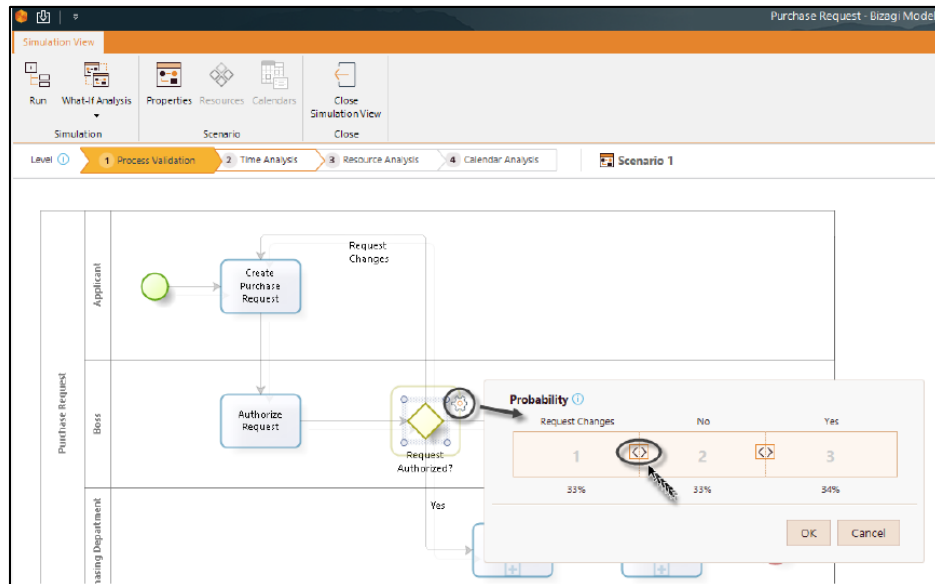 Purchase Request - Bizagi Model
Simulation View
Run
What-If Analysis
Properties
Resources
Calendars
Close
Simulation View
Simulation
Scenario
Close
Level
1 Process Validation
2 Time Analysis
3 Resource Analysis
4 Calendar Analysis
Scenario 1
Purchase Request
Applicant
Create
Purchase
Request
Request
Changes
Boss
Authorize
Request
Request
Authorized?
Yes
hasing Department
Probability
Request Changes No Yes
1 2 3
33% 33% 34%
OK Cancel